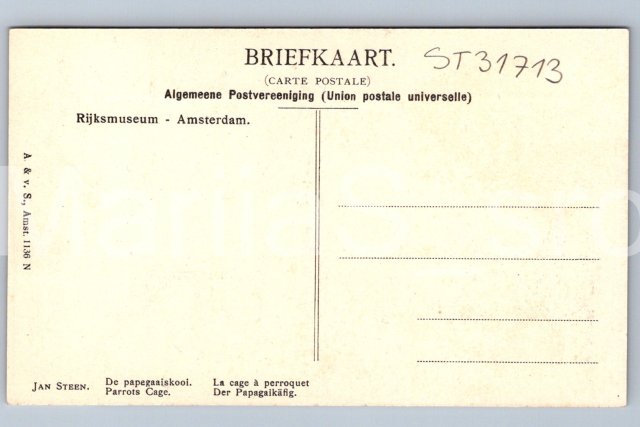 BRIEFKAART.
ST31713
(CARTE POSTALE)
Algemeene Postvereeniging (Union postale universelle)
Rijksmuseum - Amsterdam.
A. & v. S., Amst. 1136 N
JAN STEEN.
De papegaaiskooi. La cage à perroquet
Parrots Cage. Der Papagaikäfig.